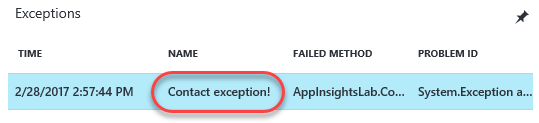 Exceptions
TIME NAME FAILED METHOD PROBLEM ID
2/28/2017 2:57:44 PM Contact exception! AppInsightsLab.Co... System.Exception a...